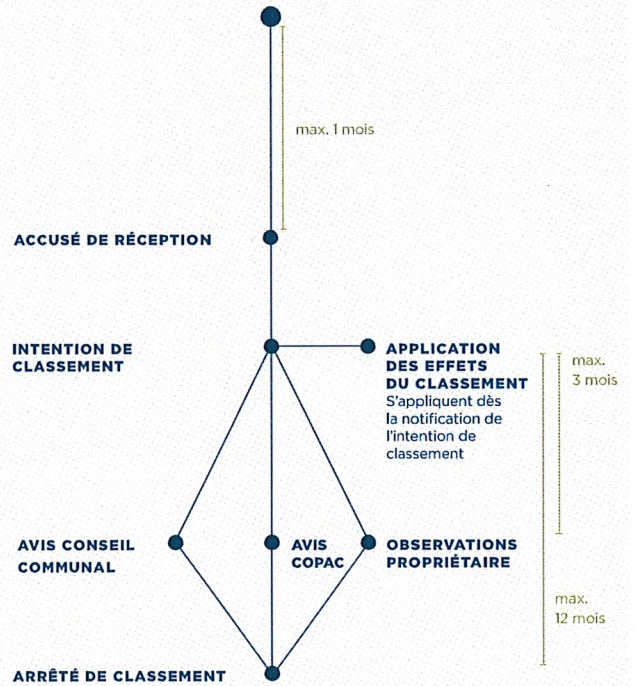 max. 1 mois
ACCUSÉ DE RÉCEPTION
INTENTION DE
CLASSEMENT
APPLICATION
DES EFFETS
DU CLASSEMENT
S'appliquent dès
la notification de
l'intention de
classement
max.
3 mois
AVIS CONSEIL
COMMUNAL
AVIS
COPAC
OBSERVATIONS
PROPRIÉTAIRE
max.
12 mois
ARRÊTÉ DE CLASSEMENT